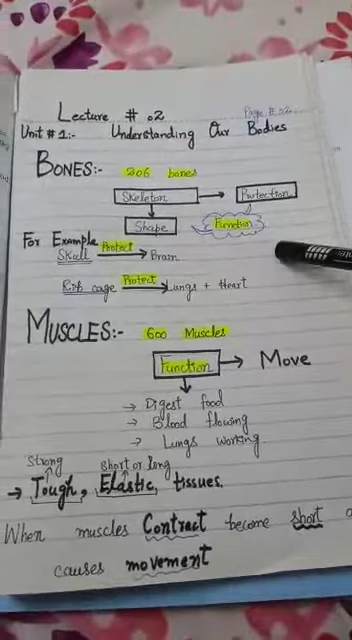 Lecture # 02
Page # 02
Unit # 1:- Understanding Our Bodies
BONES:- 206 bones
Skeleton → Protection
Shape Function
For Example
Skull Protect → Brain
Rib cage Protect → Lungs + Heart
MUSCLES:- 600 Muscles
Function → Move
→ Digest food
→ Blood flowing
→ Lungs working
Strong short or long
→ Tough, Elastic tissues.
When muscles Contract become short
causes movement